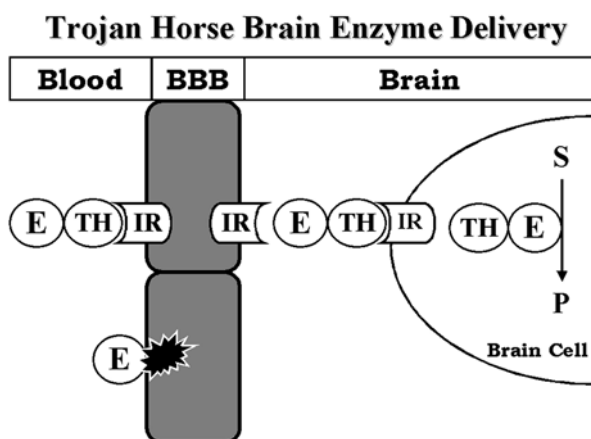 Trojan Horse Brain Enzyme Delivery
Blood BBB Brain
S
E TH IR IR E TH IR TH E
P
E
Brain Cell